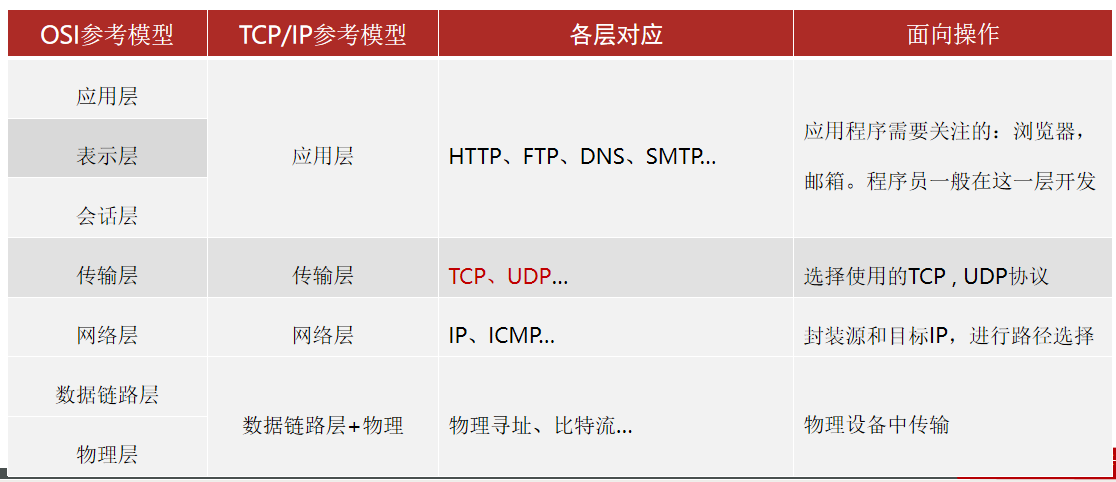 OSI参考模型 TCP/IP参考模型 各层对应 面向操作
应用层
表示层
会话层
应用层
HTTP、FTP、DNS、SMTP...
应用程序需要关注的：浏览器，
邮箱。程序员一般在这一层开发
传输层 传输层 TCP、UDP... 选择使用的TCP , UDP协议
网络层 网络层 IP、ICMP... 封装源和目标IP，进行路径选择
数据链路层
物理层
数据链路层+物理
物理寻址、比特流...
物理设备中传输